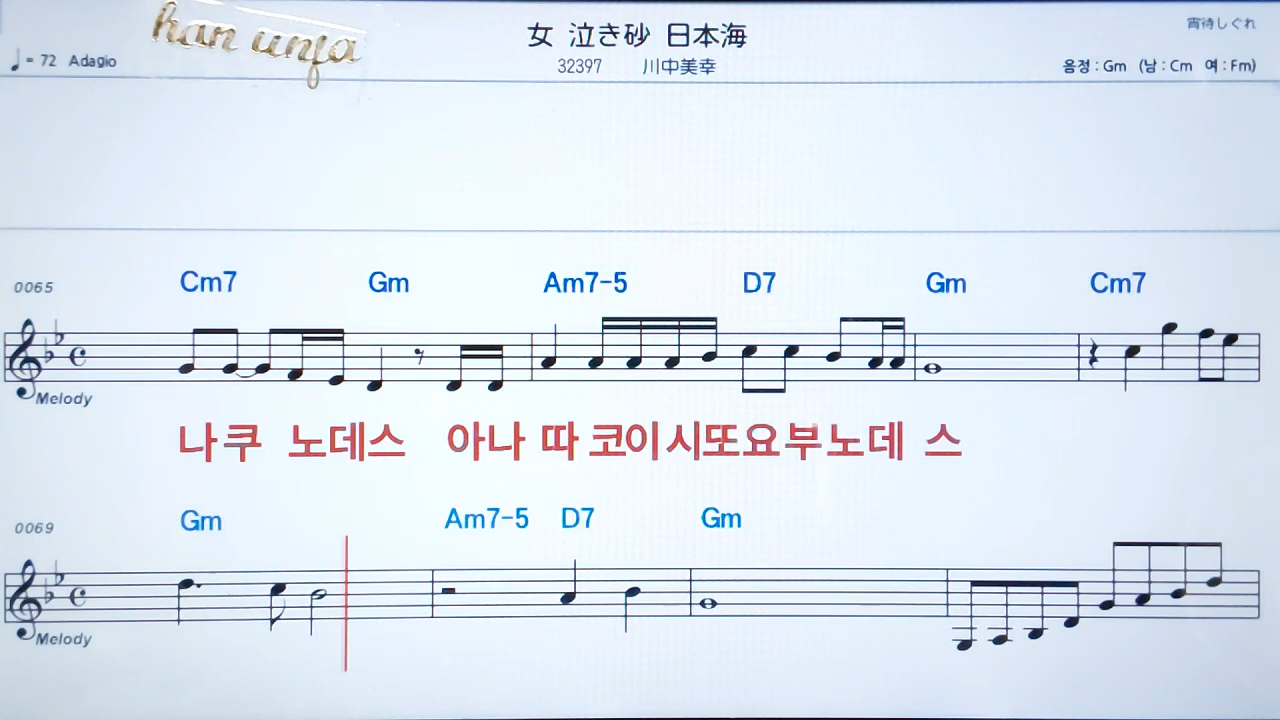 han unfa
女 泣き砂 日本海
宵待しぐれ
♩= 72 Adagio
32397 川中美幸
음정 : Gm (남 : Cm 여 : Fm)
0065 Cm7 Gm Am7-5 D7 Gm Cm7
Melody
나쿠 노데스 아나 따 코이시또요부노데 스
0069 Gm Am7-5 D7 Gm
Melody